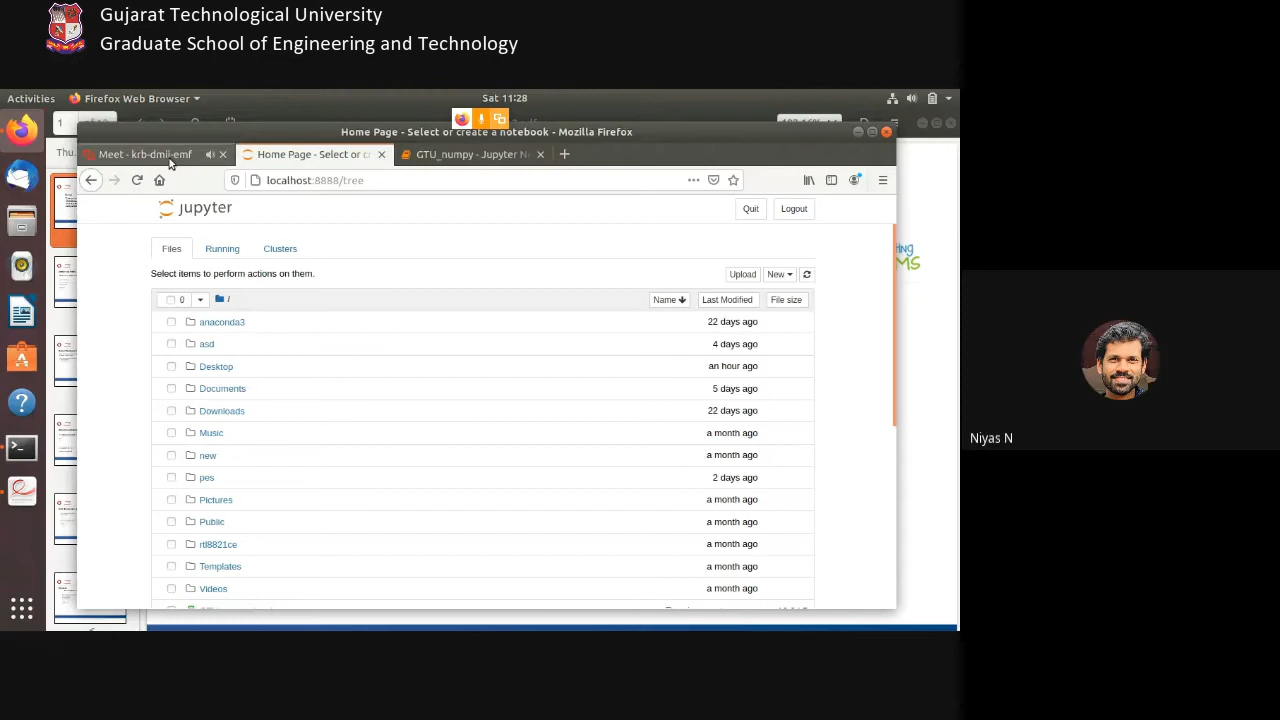 Gujarat Technological University
Graduate School of Engineering and Technology
Activities
Firefox Web Browser
Sat 11:28
1
Home Page - Select or create a notebook - Mozilla Firefox
Thu.
Meet - krb-dmii-emf
Home Page - Select or c
GTU_numpy - Jupyter N
localhost:8888/tree
jupyter
Quit
Logout
Files
Running
Clusters
Select items to perform actions on them.
Upload
New
0
/
Name
Last Modified
File size
anaconda3
22 days ago
asd
4 days ago
Desktop
an hour ago
Documents
5 days ago
Downloads
22 days ago
Music
a month ago
new
a month ago
pes
2 days ago
Pictures
a month ago
Public
a month ago
rtl8821ce
a month ago
Templates
a month ago
Videos
a month ago
Niyas N